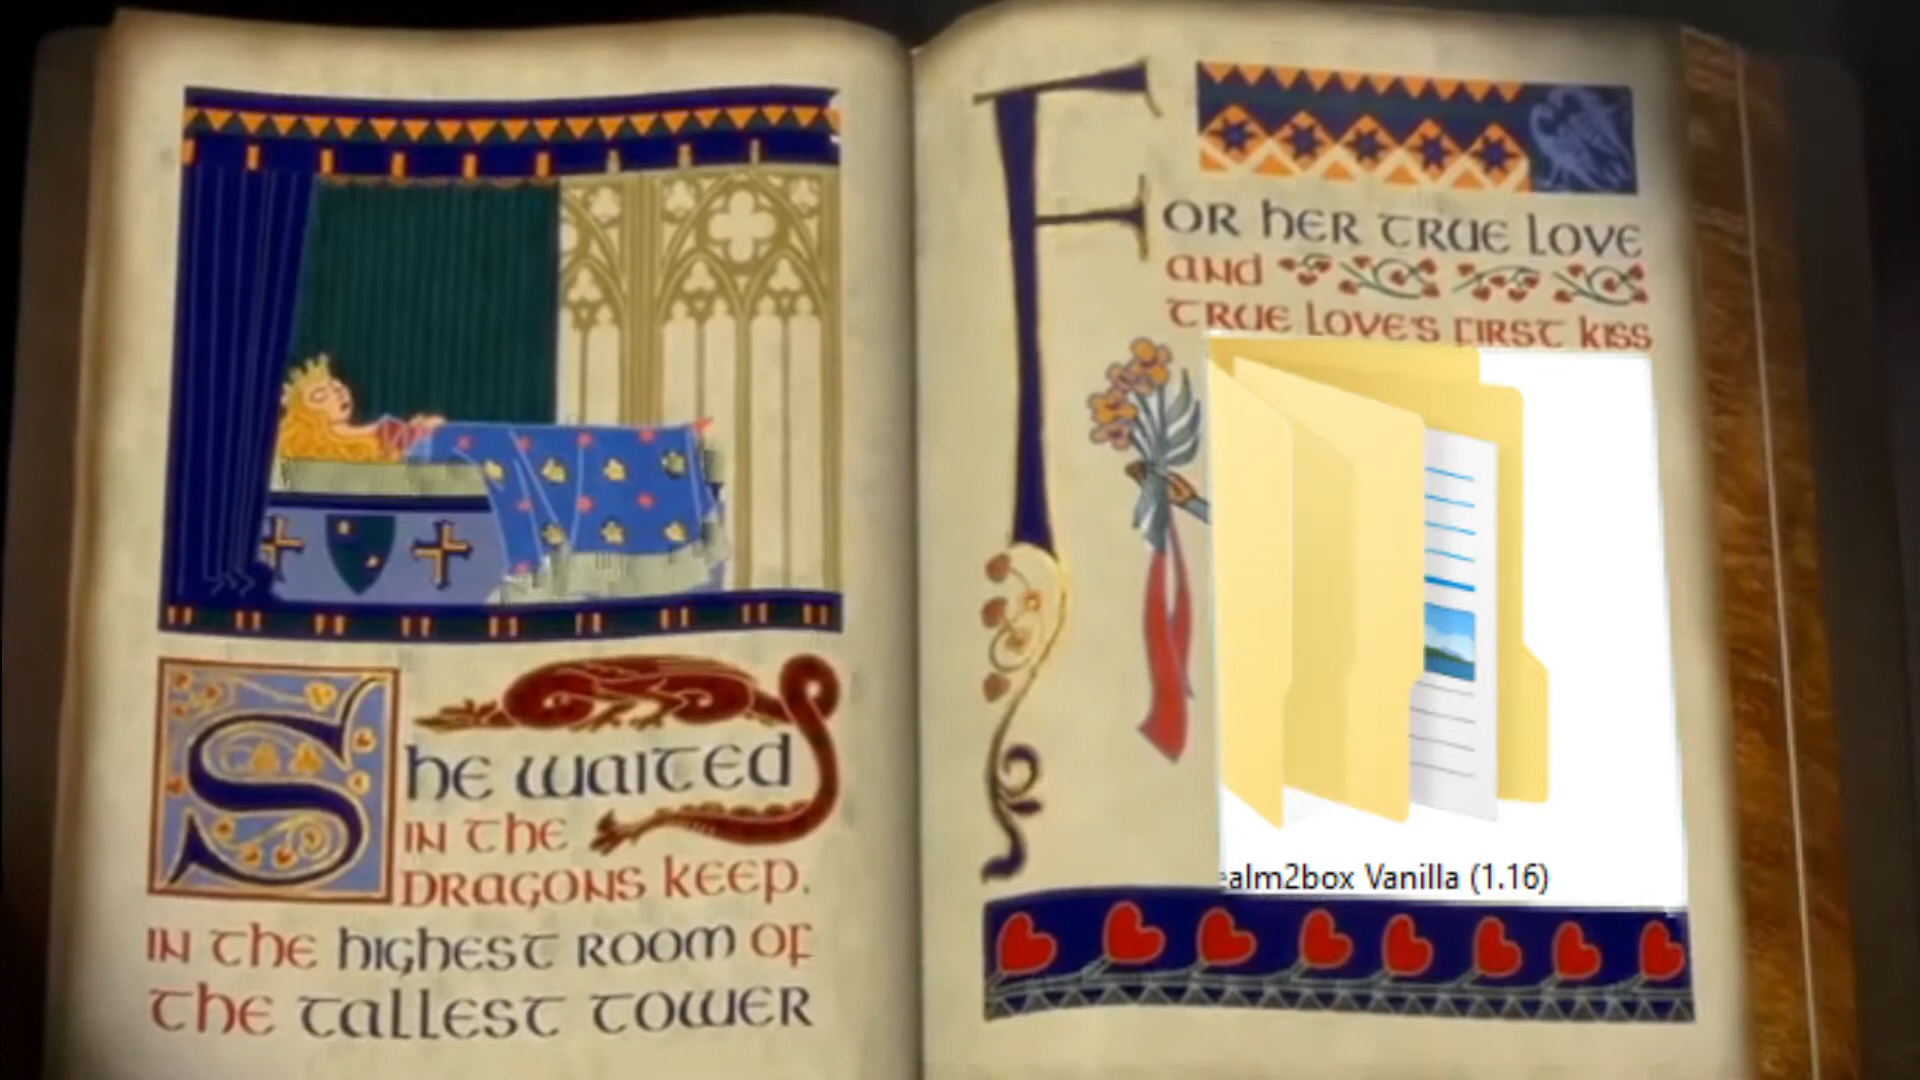 She waited
in the
dragons keep.
in the highest room of
the tallest tower
For her true love
and
true love's first kiss
ealm2box Vanilla (1.16)